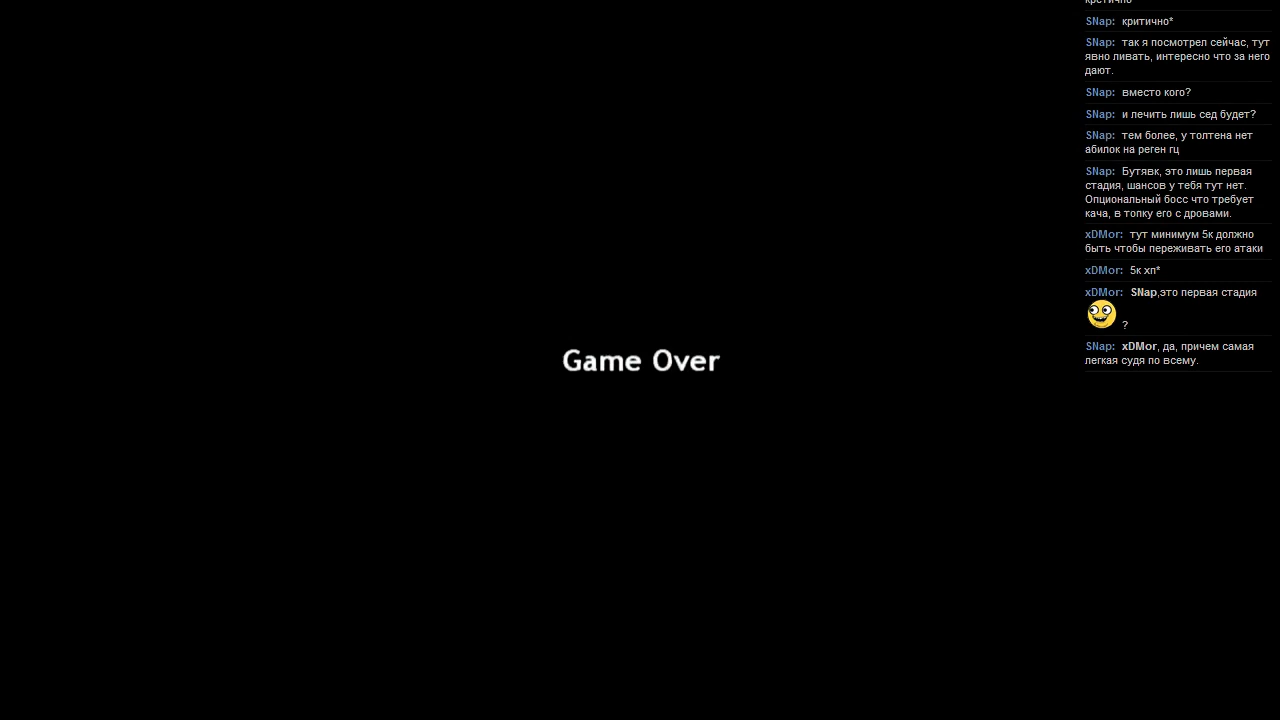 SNap: критично*
SNap: так я посмотрел сейчас, тут
явно ливать, интересно что за него
дают.
SNap: вместо кого?
SNap: и лечить лишь сед будет?
SNap: тем более, у толтена нет
абилок на реген гц
SNap: Бутявк, это лишь первая
стадия, шансов у тебя тут нет.
Опциональный босс что требует
кача, в топку его с дровами.
xDMor: тут минимум 5к должно
быть чтобы переживать его атаки
xDMor: 5к хп*
xDMor: SNap,это первая стадия
?
SNap: xDMor, да, причем самая
легкая судя по всему.
Game Over